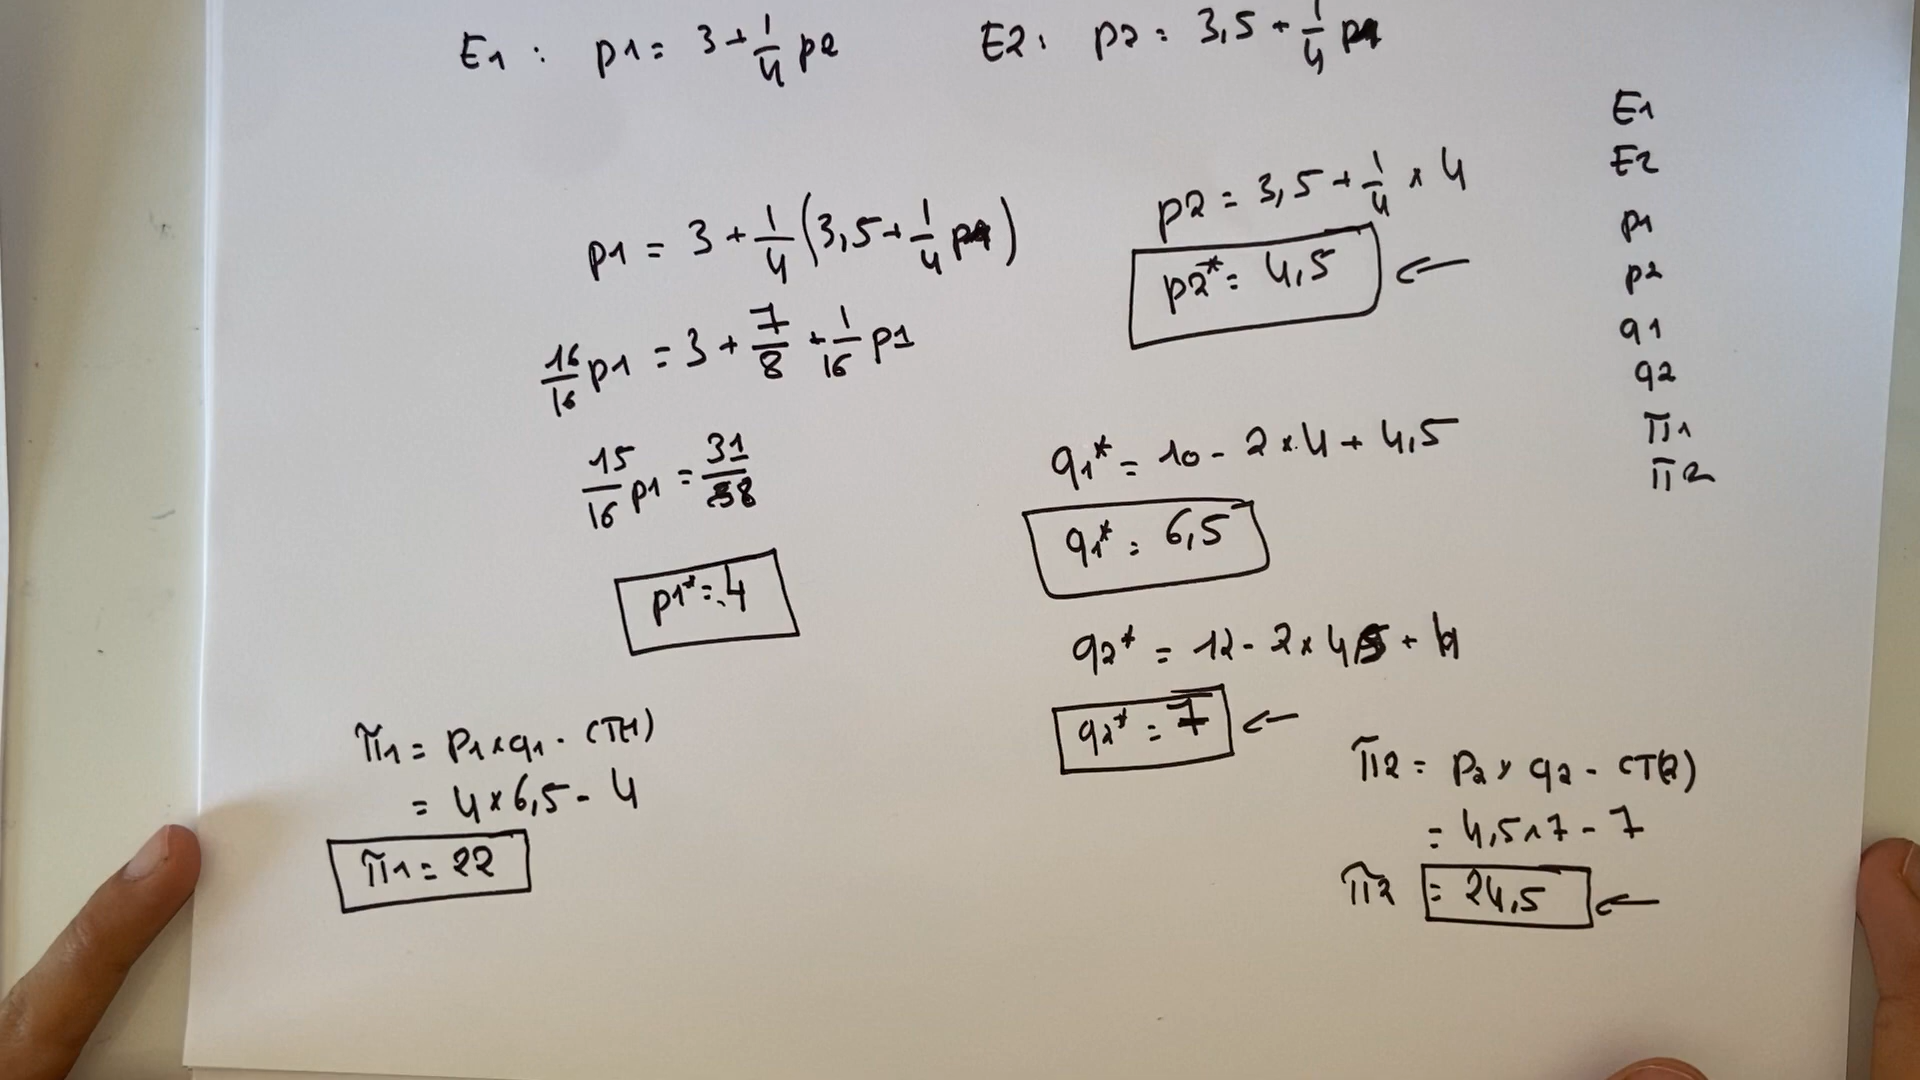 E1 : p1 = 3 + 1/4 p2
E2 : p2 = 3,5 + 1/4 p1
p1 = 3 + 1/4 (3,5 + 1/4 p1)
16/16 p1 = 3 + 7/8 + 1/16 p1
15/16 p1 = 31/8
p1* = 4
p2 = 3,5 + 1/4 × 4
p2* = 4,5 ←
q1* = 10 - 2 × 4 + 4,5
q1* = 6,5
q2* = 12 - 2 × 4,5 + 4
q2* = 7 ←
π1 = P1 × q1 - CT(1)
= 4 × 6,5 - 4
π1 = 22
π2 = P2 × q2 - CT(2)
= 4,5 × 7 - 7
π2 = 24,5 ←
E1
E2
p1
p2
q1
q2
π1
π2